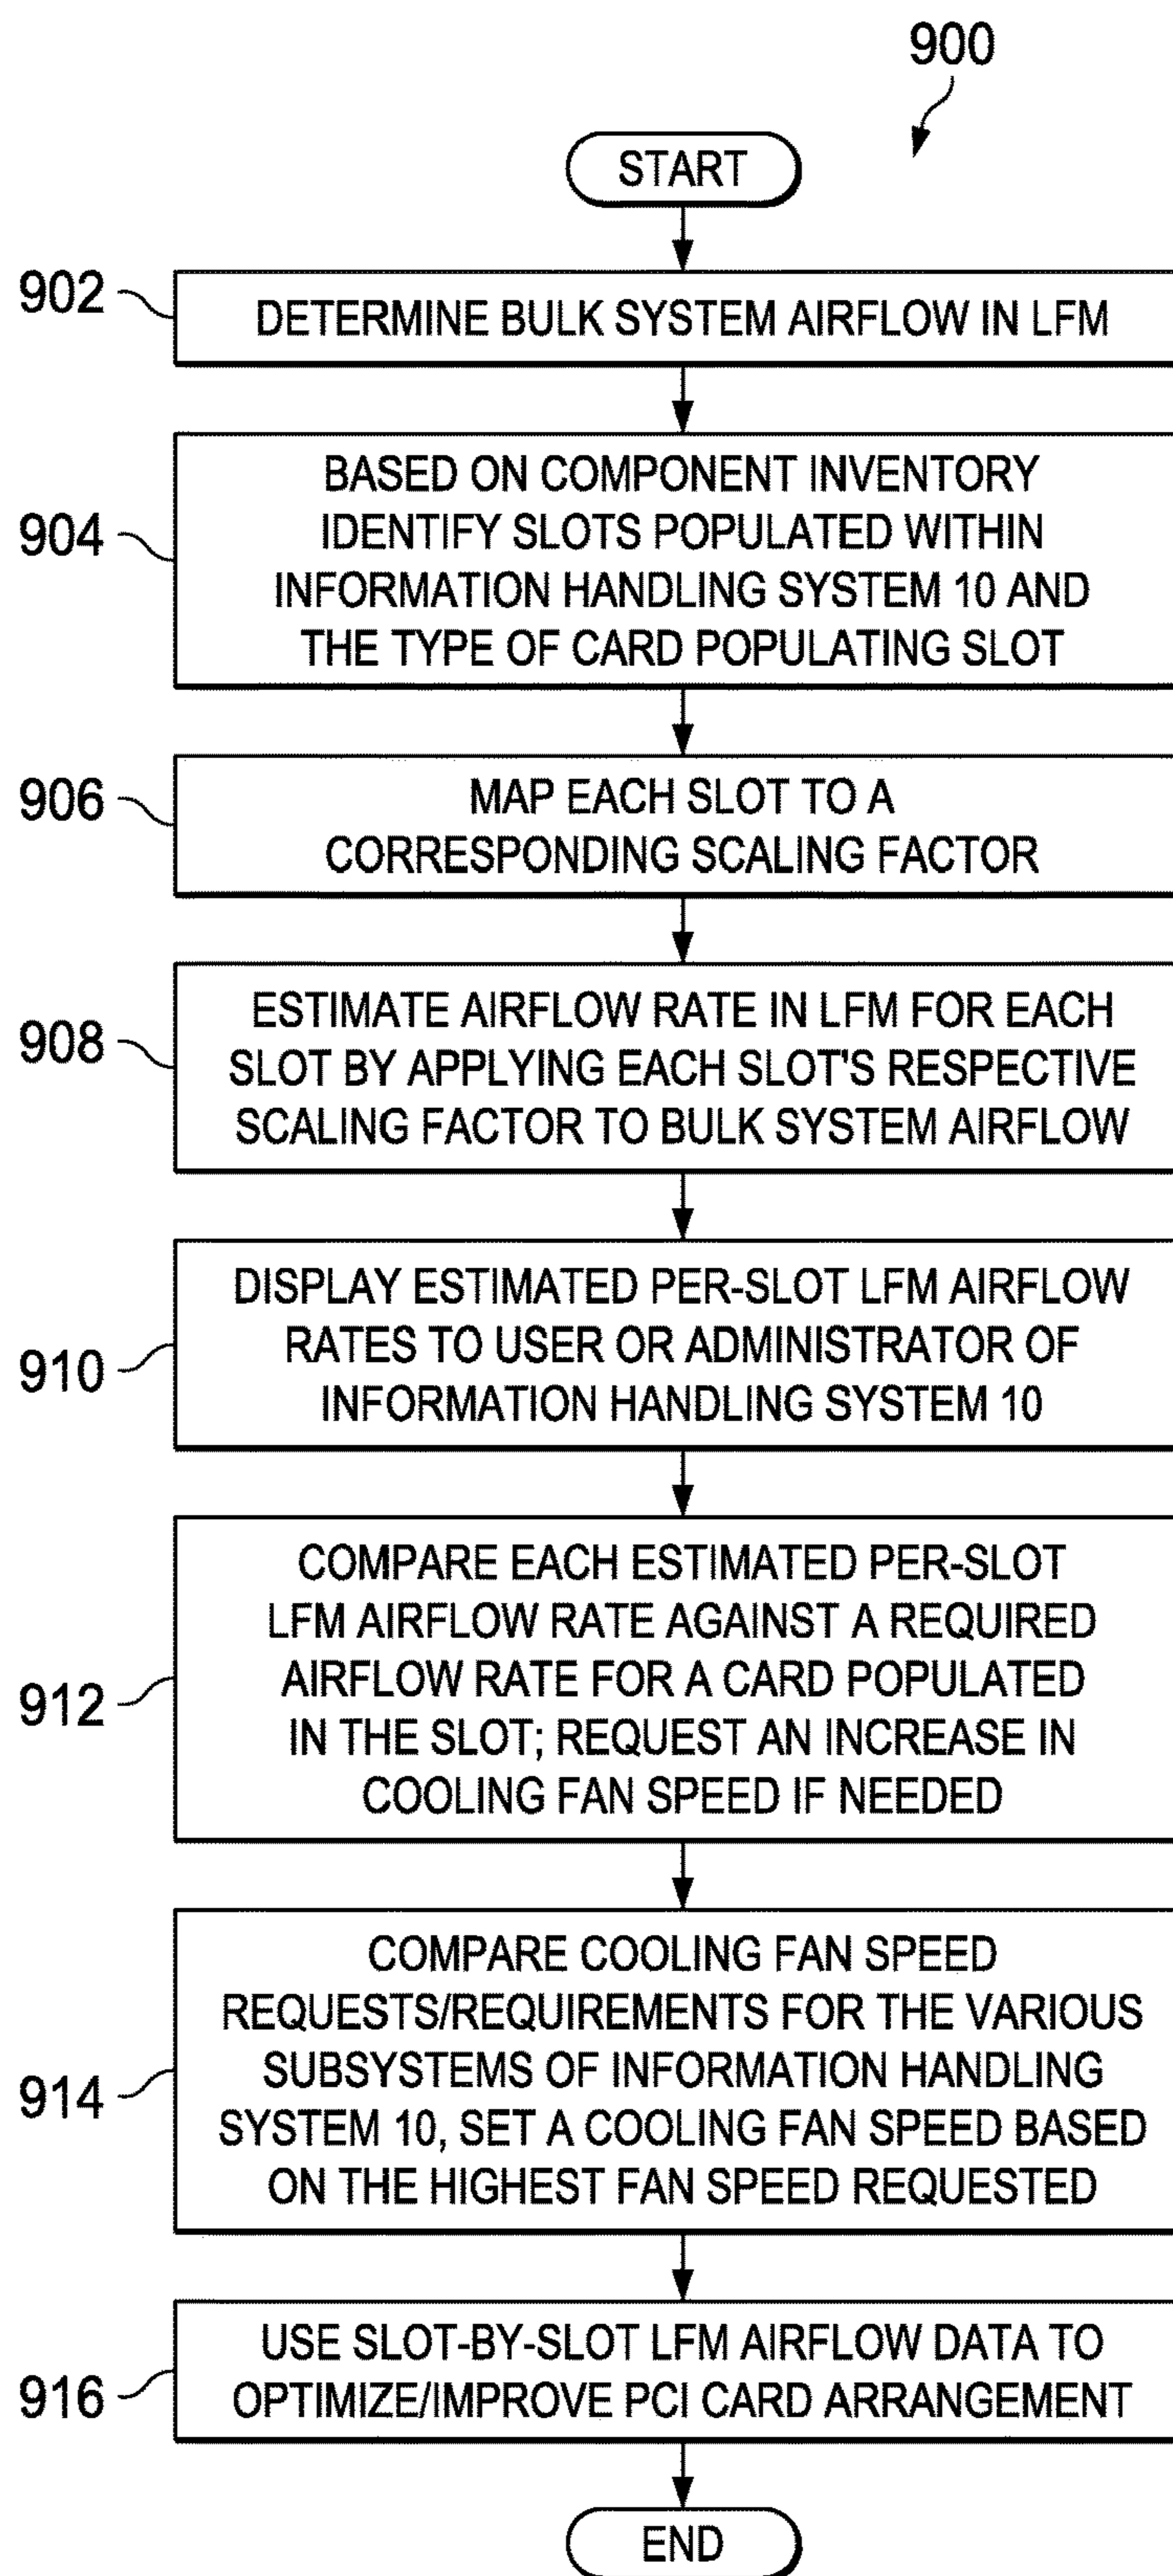 900
START
902
DETERMINE BULK SYSTEM AIRFLOW IN LFM
904
BASED ON COMPONENT INVENTORY
IDENTIFY SLOTS POPULATED WITHIN
INFORMATION HANDLING SYSTEM 10 AND
THE TYPE OF CARD POPULATING SLOT
906
MAP EACH SLOT TO A
CORRESPONDING SCALING FACTOR
908
ESTIMATE AIRFLOW RATE IN LFM FOR EACH
SLOT BY APPLYING EACH SLOT'S RESPECTIVE
SCALING FACTOR TO BULK SYSTEM AIRFLOW
910
DISPLAY ESTIMATED PER-SLOT LFM AIRFLOW
RATES TO USER OR ADMINISTRATOR OF
INFORMATION HANDLING SYSTEM 10
912
COMPARE EACH ESTIMATED PER-SLOT
LFM AIRFLOW RATE AGAINST A REQUIRED
AIRFLOW RATE FOR A CARD POPULATED
IN THE SLOT; REQUEST AN INCREASE IN
COOLING FAN SPEED IF NEEDED
914
COMPARE COOLING FAN SPEED
REQUESTS/REQUIREMENTS FOR THE VARIOUS
SUBSYSTEMS OF INFORMATION HANDLING
SYSTEM 10, SET A COOLING FAN SPEED BASED
ON THE HIGHEST FAN SPEED REQUESTED
916
USE SLOT-BY-SLOT LFM AIRFLOW DATA TO
OPTIMIZE/IMPROVE PCI CARD ARRANGEMENT
END